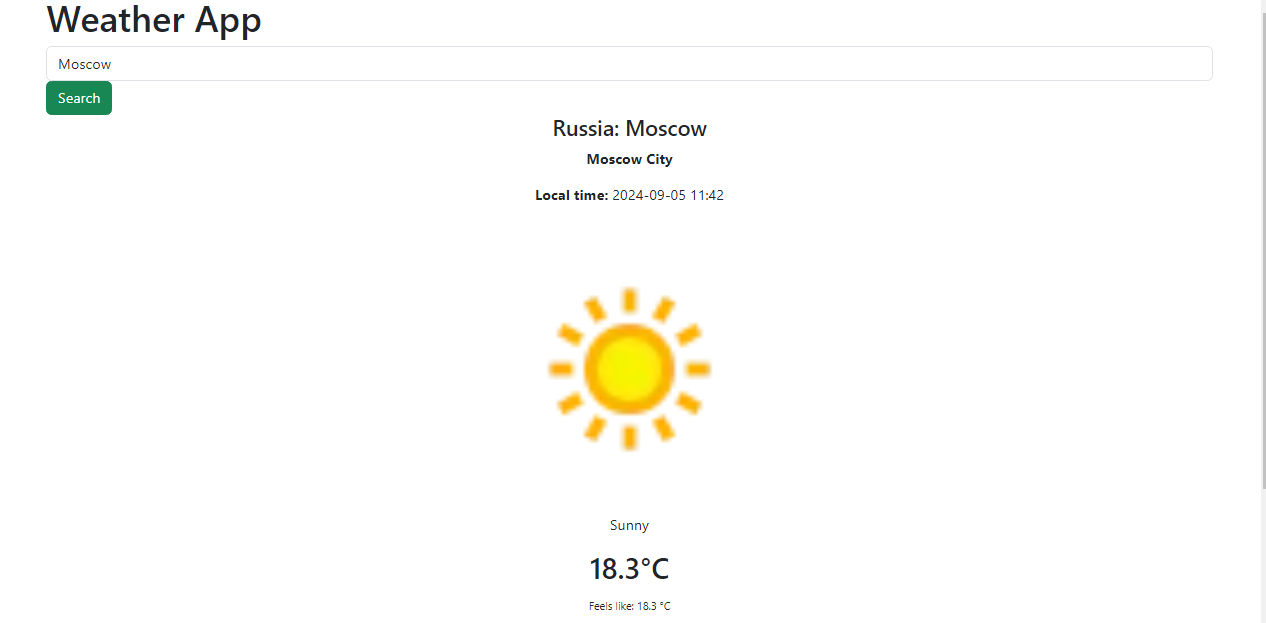 Weather App
Moscow
Search
Russia: Moscow
Moscow City
Local time: 2024-09-05 11:42
Sunny
18.3°C
Feels like: 18.3 °C